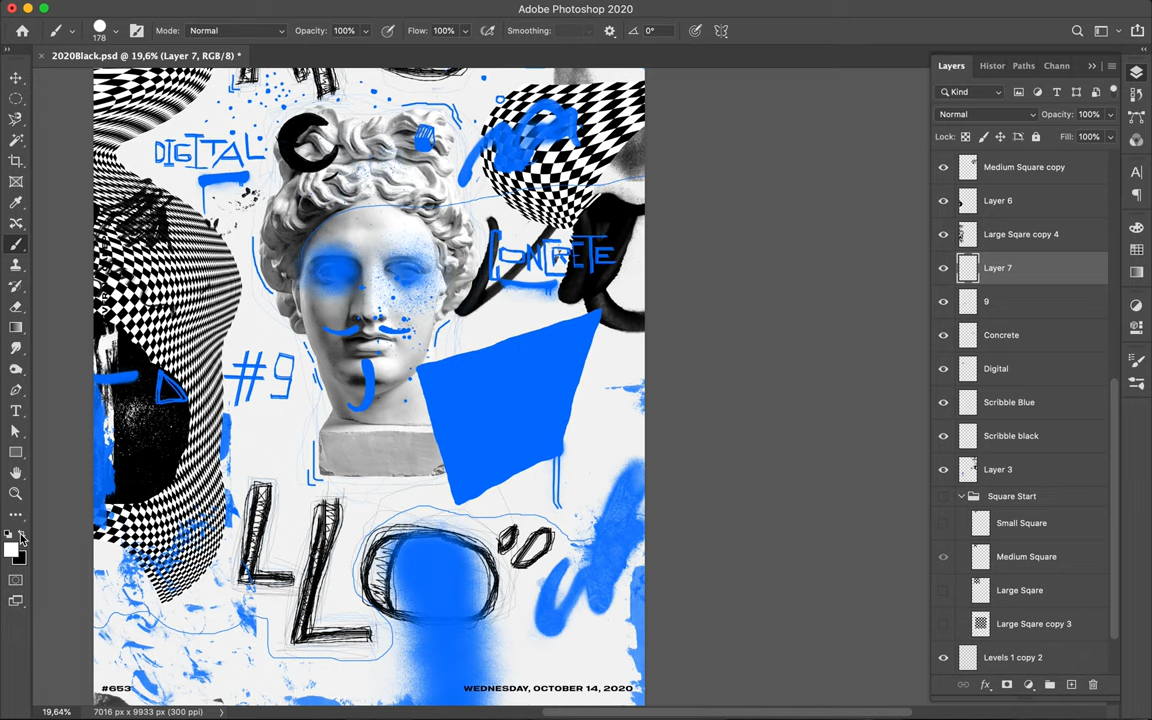 Adobe Photoshop 2020
178
Mode: Normal
Opacity: 100%
Flow: 100%
Smoothing:
0°
2020Black.psd @ 19,6% (Layer 7, RGB/8) *
Layers
Histor
Paths
Chann
Kind
Normal
Opacity: 100%
Lock:
Fill: 100%
Medium Square copy
Layer 6
Large Sqare copy 4
Layer 7
9
Concrete
Digital
Scribble Blue
Scribble black
Layer 3
Square Start
Small Square
Medium Square
Large Sqare
Large Sqare copy 3
Levels 1 copy 2
DIGITAL
CONCRETE
#9
LLO"
#653
WEDNESDAY, OCTOBER 14, 2020
19,64%
7016 px x 9933 px (300 ppi)